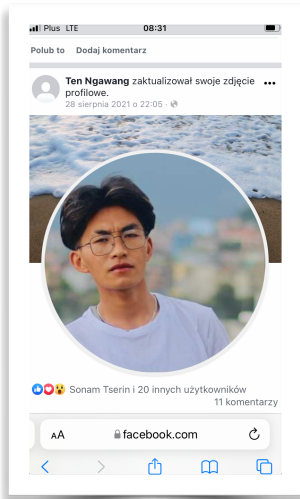 Plus LTE 08:31
Polub to Dodaj komentarz
Ten Ngawang zaktualizował swoje zdjęcie
profilowe.
28 sierpnia 2021 o 22:05 ·
Sonam Tserin i 20 innych użytkowników
11 komentarzy
AA facebook.com